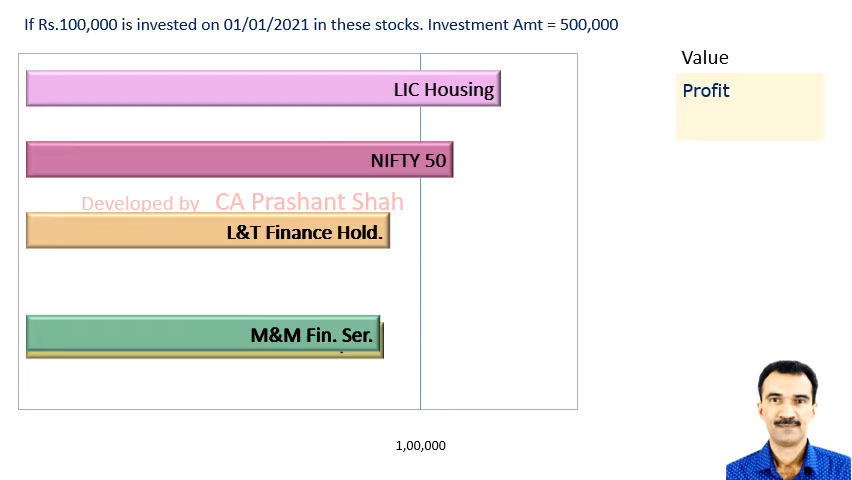 If Rs.100,000 is invested on 01/01/2021 in these stocks. Investment Amt = 500,000
Value
Profit
LIC Housing
NIFTY 50
Developed by CA Prashant Shah
L&T Finance Hold.
M&M Fin. Ser.
1,00,000